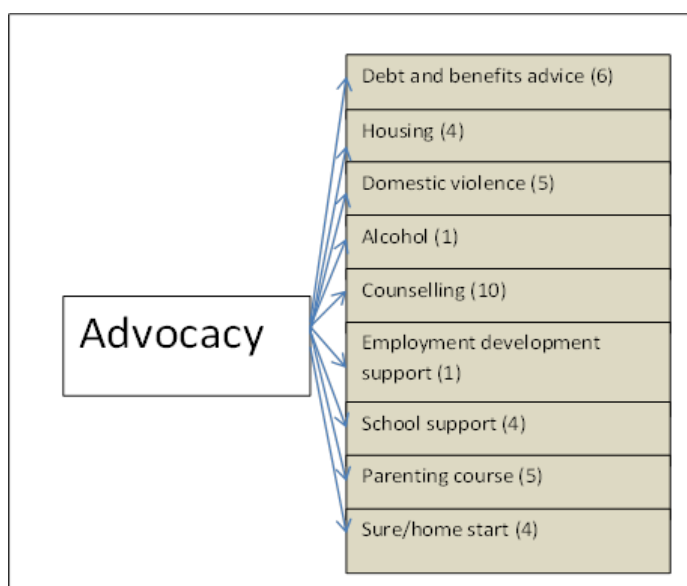 Debt and benefits advice (6)
Housing (4)
Domestic violence (5)
Alcohol (1)
Counselling (10)
Advocacy
Employment development
support (1)
School support (4)
Parenting course (5)
Sure/home start (4)